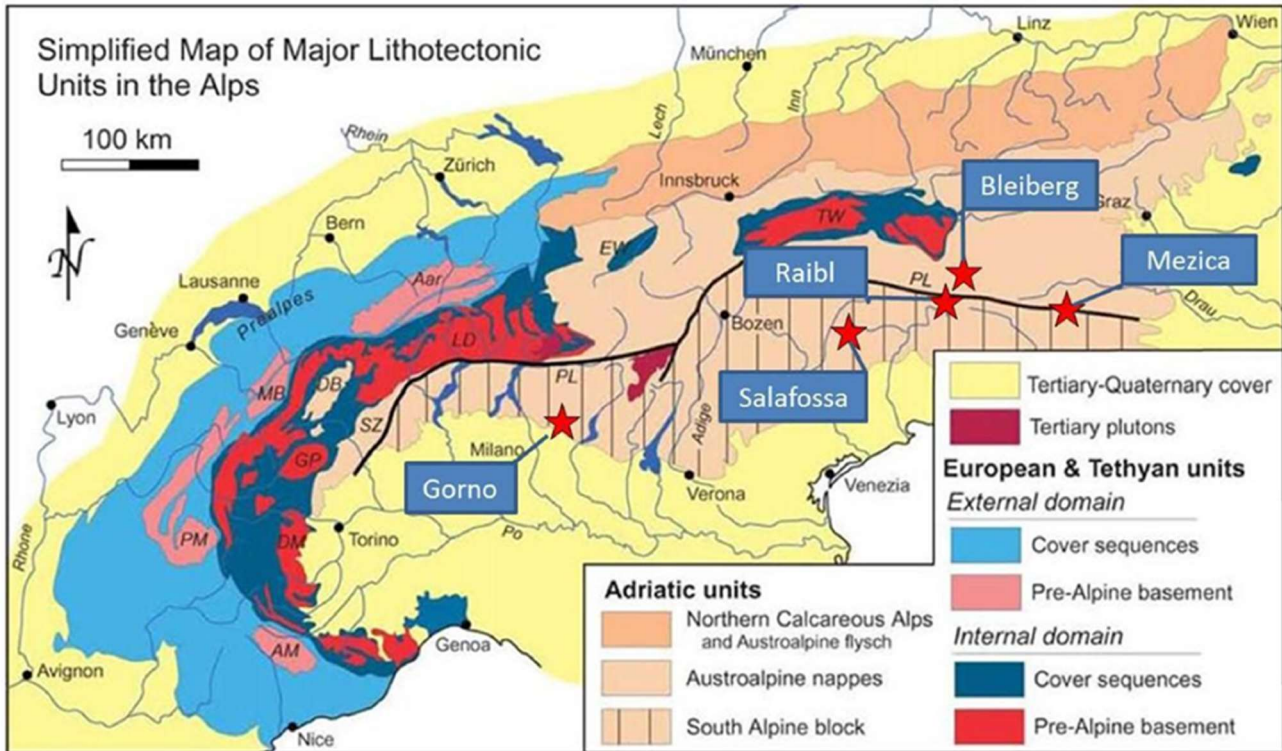 Simplified Map of Major Lithotectonic
Units in the Alps
100 km
N
Linz
Wien
München
Lech
Inn
Rhein
Zürich
Innsbruck
Bleiberg
Graz
TW
Bern
EW
Mezica
Raibl
PL
Aar
Lausanne
Prealpes
Drau
Bozen
Genève
LD
PL
Salafossa
MB
DB
Lyon
SZ
Adige
Milano
GP
Gorno
Verona
Venezia
Rhone
PM
DM
Torino
Po
Genoa
AM
Avignon
Nice
Tertiary-Quaternary cover
Tertiary plutons
European & Tethyan units
External domain
Cover sequences
Pre-Alpine basement
Internal domain
Cover sequences
Pre-Alpine basement
Adriatic units
Northern Calcareous Alps
and Austroalpine flysch
Austroalpine nappes
South Alpine block